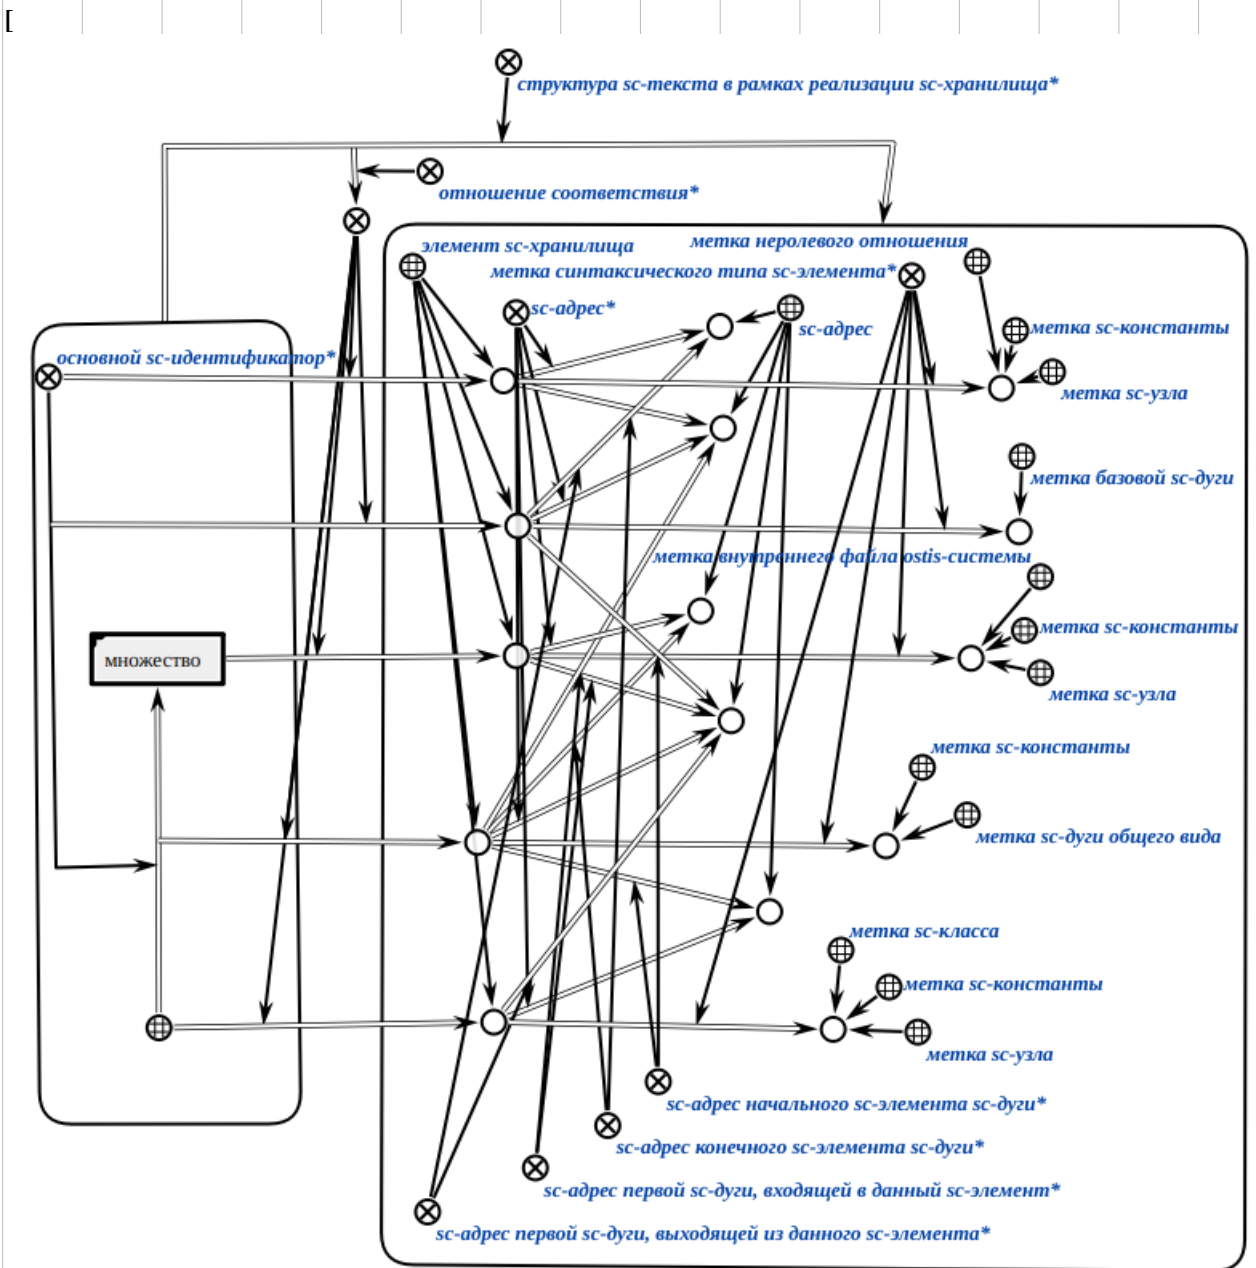 [
структура sc-текста в рамках реализации sc-хранилища*
отношение соответствия*
метка неролевого отношения
элемент sc-хранилища
метка синтаксического типа sc-элемента*
sc-адрес*
sc-адрес
метка sc-константы
основной sc-идентификатор*
метка sc-узла
метка базовой sc-дуги
метка внутреннего файла ostis-системы
метка sc-константы
множество
метка sc-узла
метка sc-константы
метка sc-дуги общего вида
метка sc-класса
метка sc-константы
метка sc-узла
sc-адрес начального sc-элемента sc-дуги*
sc-адрес конечного sc-элемента sc-дуги*
sc-адрес первой sc-дуги, входящей в данный sc-элемент*
sc-адрес первой sc-дуги, выходящей из данного sc-элемента*